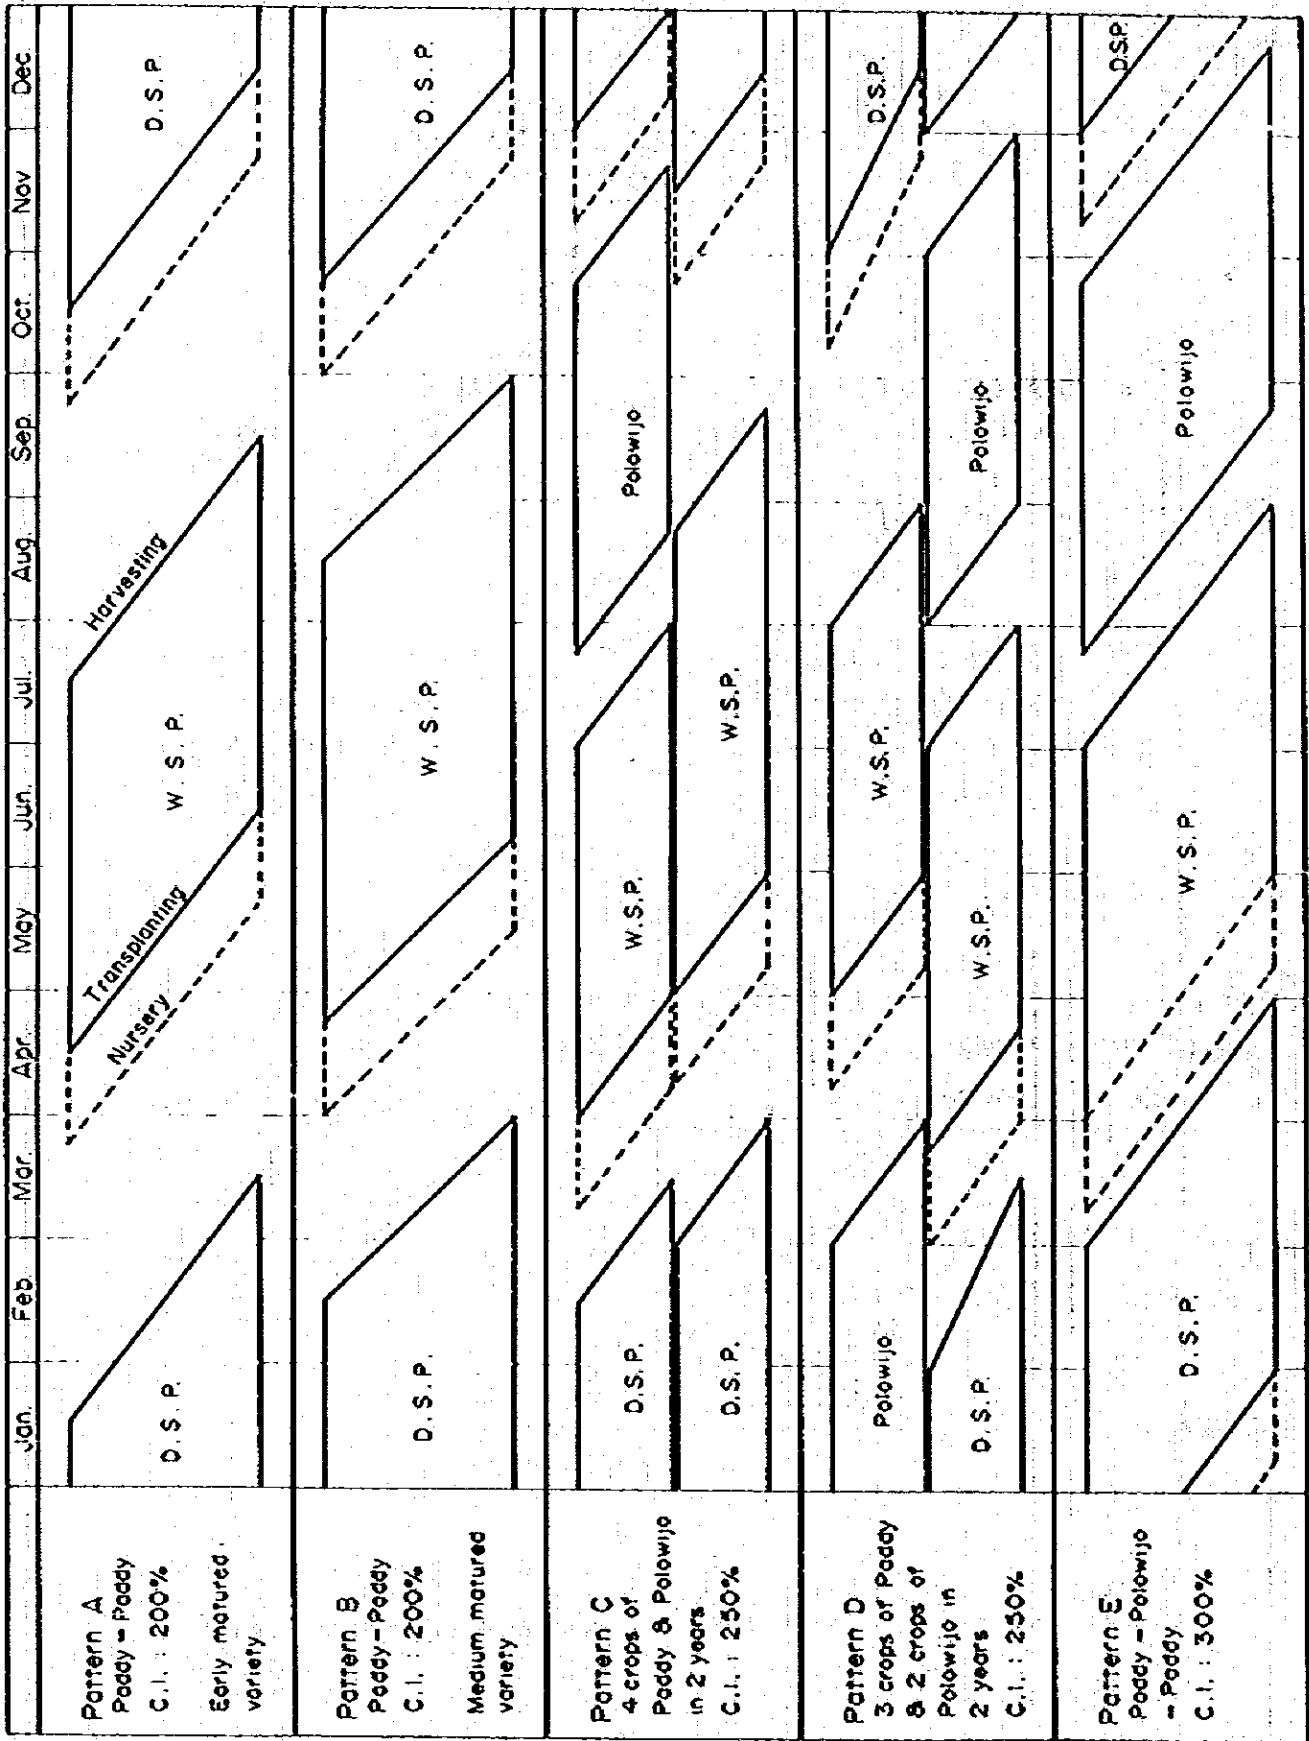 Jan. Feb. Mar. Apr. May Jun. Jul. Aug. Sep. Oct. Nov Dec.
Pattern A
Paddy - Paddy
C.I. : 200%
Early matured
variety
D. S. P.
Nursery
Transplanting
W. S. P.
Harvesting
D. S. P.
Pattern B
Paddy - Paddy
C.I. : 200%
Medium matured
variety
D. S. P.
W. S. P.
D. S. P.
Pattern C
4 crops of
Paddy & Polowijo
in 2 years
C.I. : 250%
D. S. P.
W. S. P.
Polowijo
D. S. P.
W. S. P.
Pattern D
3 crops of Paddy
& 2 crops of
Polowijo in
2 years
C.I. : 250%
Polowijo
W. S. P.
D.S.P.
D. S. P.
W. S. P.
Polowijo
Pattern E
Paddy - Polowijo
- Paddy
C.I. : 300%
D. S. P.
W. S. P.
Polowijo
D.S.P.